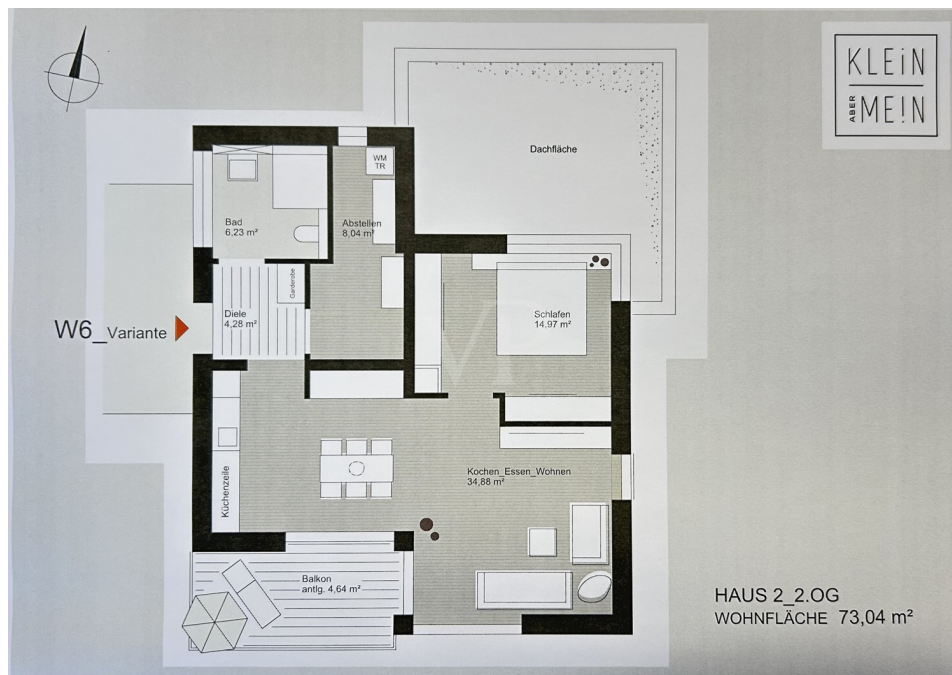 KLEiN
ABER
ME!N
Dachfläche
WM
TR
Bad
6,23 m²
Abstellen
8,04 m²
Garderobe
Diele
4,28 m²
Schlafen
14,97 m²
W6_Variante
VP
Kochen_Essen_Wohnen
34,88 m²
Küchenzeile
Balkon
antlg. 4,64 m²
HAUS 2_2.OG
WOHNFLÄCHE 73,04 m²